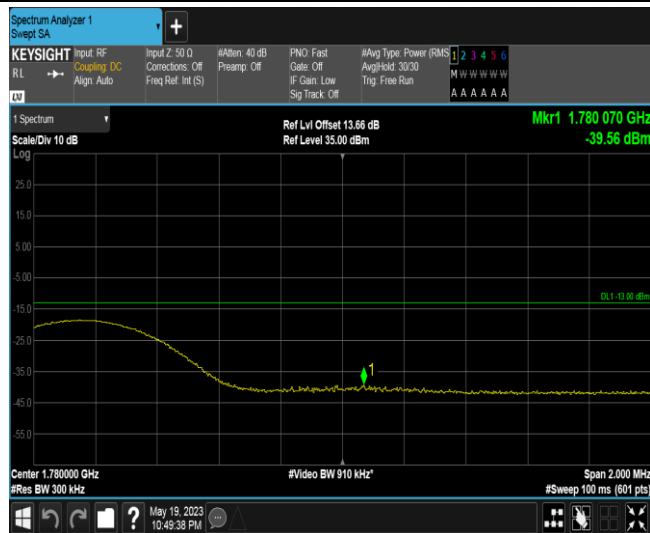 Spectrum Analyzer 1
Swept SA
+
KEYSIGHT
RL
Input: RF
Coupling: DC
Align: Auto
Input Z: 50 Ω
Corrections: Off
Freq Ref: Int (S)
#Atten: 40 dB
Preamp: Off
PNO: Fast
Gate: Off
IF Gain: Low
Sig Track: Off
#Avg Type: Power (RMS
Avg|Hold: 30/30
Trig: Free Run
1 2 3 4 5 6
M W W W W W
A A A A A A
LXI
1 Spectrum
Scale/Div 10 dB
Log
Ref Lvl Offset 13.66 dB
Ref Level 35.00 dBm
Mkr1 1.780 070 GHz
-39.56 dBm
25.0
15.0
5.00
-5.00
-15.0
-25.0
-35.0
-45.0
-55.0
DL1 -13.00 dBm
1
Center 1.780000 GHz
#Res BW 300 kHz
#Video BW 910 kHz*
Span 2.000 MHz
#Sweep 100 ms (601 pts)
?
May 19, 2023
10:49:38 PM